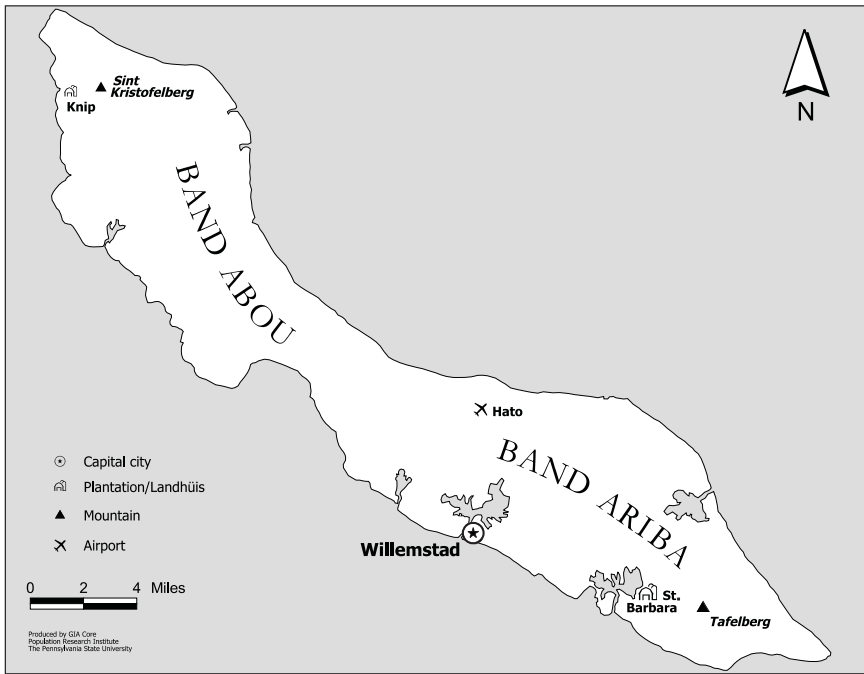 Sint
Kristofelberg
Knip
N
BAND ABOU
Hato
BAND ARIBA
Capital city
Plantation/Landhüis
Mountain
Airport
Willemstad
0 2 4 Miles
St.
Barbara
Tafelberg
Produced by GIA Core
Population Research Institute
The Pennsylvania State University